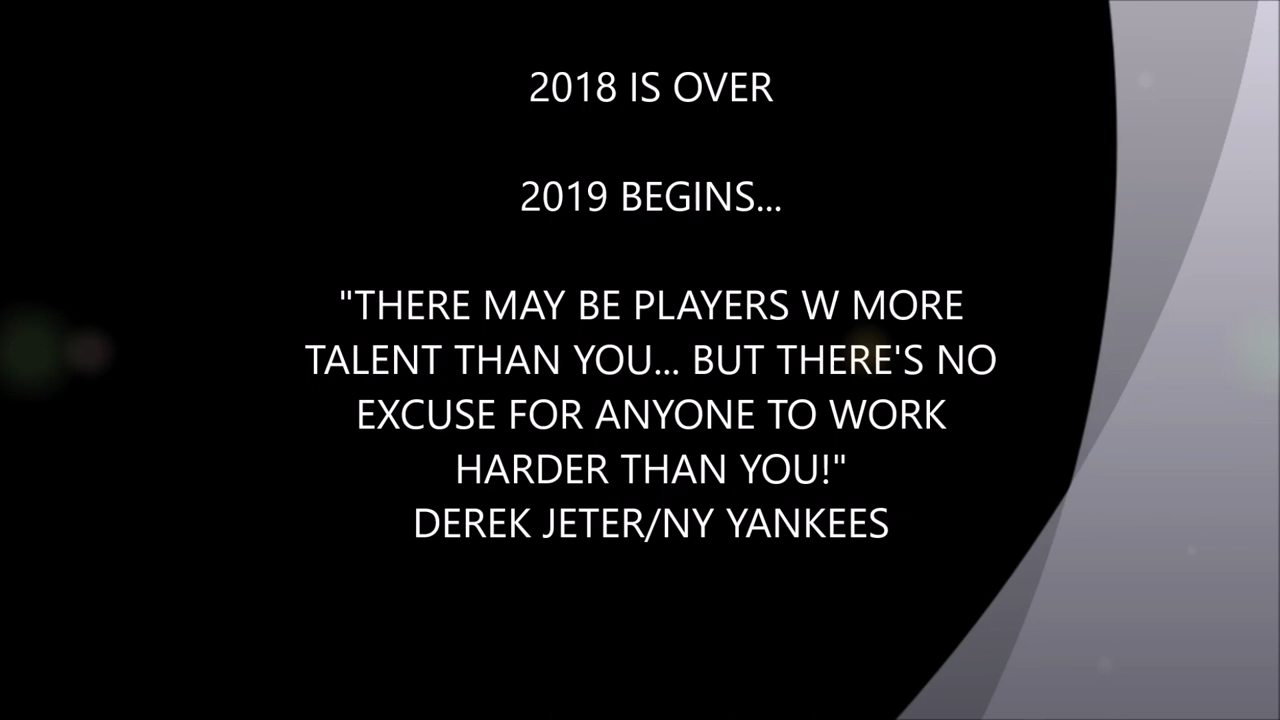 2018 IS OVER
2019 BEGINS...
"THERE MAY BE PLAYERS W MORE
TALENT THAN YOU... BUT THERE'S NO
EXCUSE FOR ANYONE TO WORK
HARDER THAN YOU!"
DEREK JETER/NY YANKEES